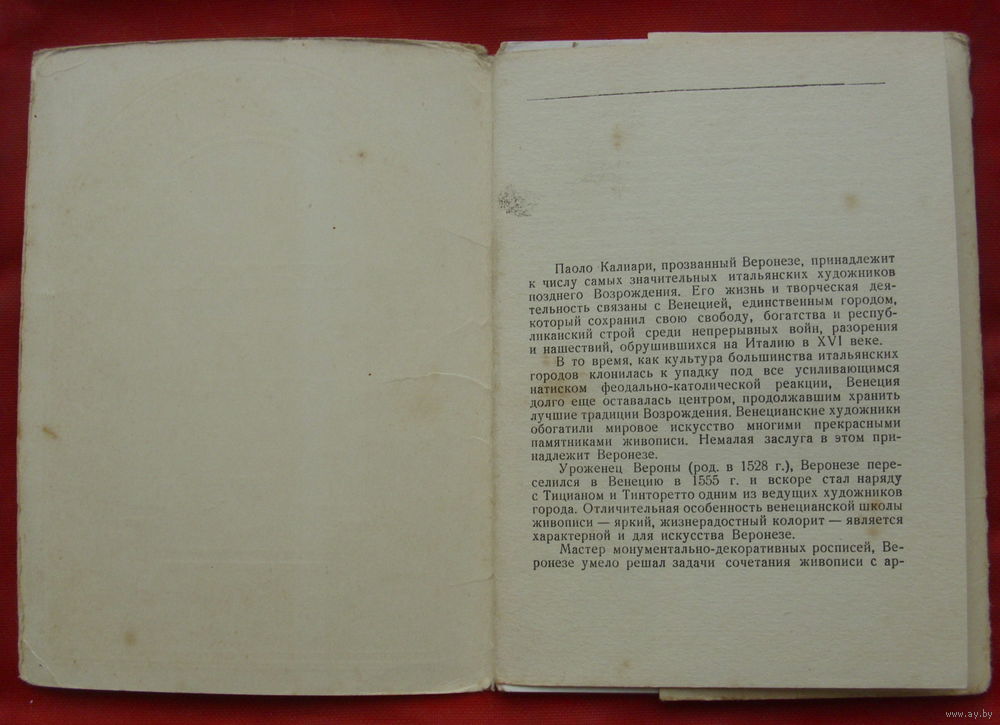 Паоло Калиари, прозванный Веронезе, принадлежит
к числу самых значительных итальянских художников
позднего Возрождения. Его жизнь и творческая дея-
тельность связаны с Венецией, единственным городом,
который сохранил свою свободу, богатства и респуб-
ликанский строй среди непрерывных войн, разорения
и нашествий, обрушившихся на Италию в XVI веке.
В то время, как культура большинства итальянских
городов клонилась к упадку под все усиливающимся
натиском феодально-католической реакции, Венеция
долго еще оставалась центром, продолжавшим хранить
лучшие традиции Возрождения. Венецианские художники
обогатили мировое искусство многими прекрасными
памятниками живописи. Немалая заслуга в этом при-
надлежит Веронезе.
Уроженец Вероны (род. в 1528 г.), Веронезе пере-
селился в Венецию в 1555 г. и вскоре стал наряду
с Тицианом и Тинторетто одним из ведущих художников
города. Отличительная особенность венецианской школы
живописи — яркий, жизнерадостный колорит — является
характерной и для искусства Веронезе.
Мастер монументально-декоративных росписей, Ве-
ронезе умело решал задачи сочетания живописи с ар-
www.ay.by